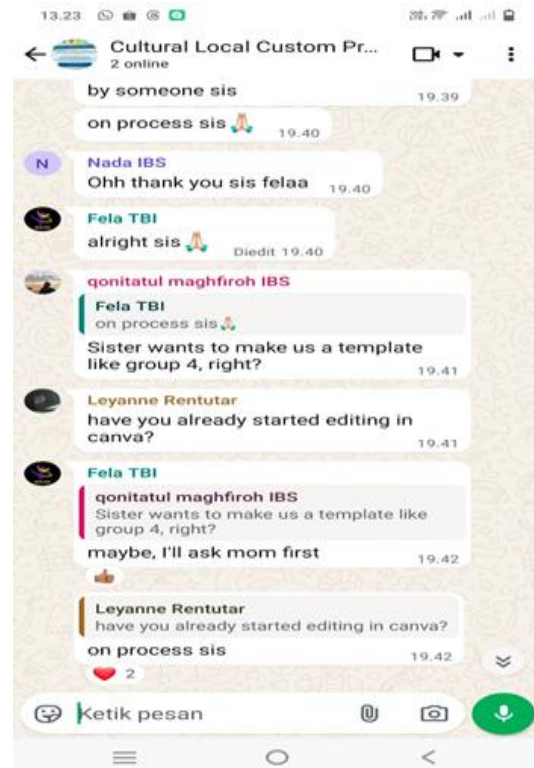 13.23
Cultural Local Custom Pr...
2 online
by someone sis
19.39
on process sis🙏🏻
19.40
N
Nada IBS
Ohh thank you sis felaa
19.40
Fela TBI
alright sis🙏🏻
Diedit 19.40
qonitatul maghfiroh IBS
Fela TBI
on process sis🙏🏻
Sister wants to make us a template
like group 4, right?
19.41
Leyanne Rentutar
have you already started editing in
canva?
19.41
Fela TBI
qonitatul maghfiroh IBS
Sister wants to make us a template like
group 4, right?
maybe, I'll ask mom first
19.42
👍🏽
Leyanne Rentutar
have you already started editing in canva?
on process sis
19.42
❤️ 2
Ketik pesan